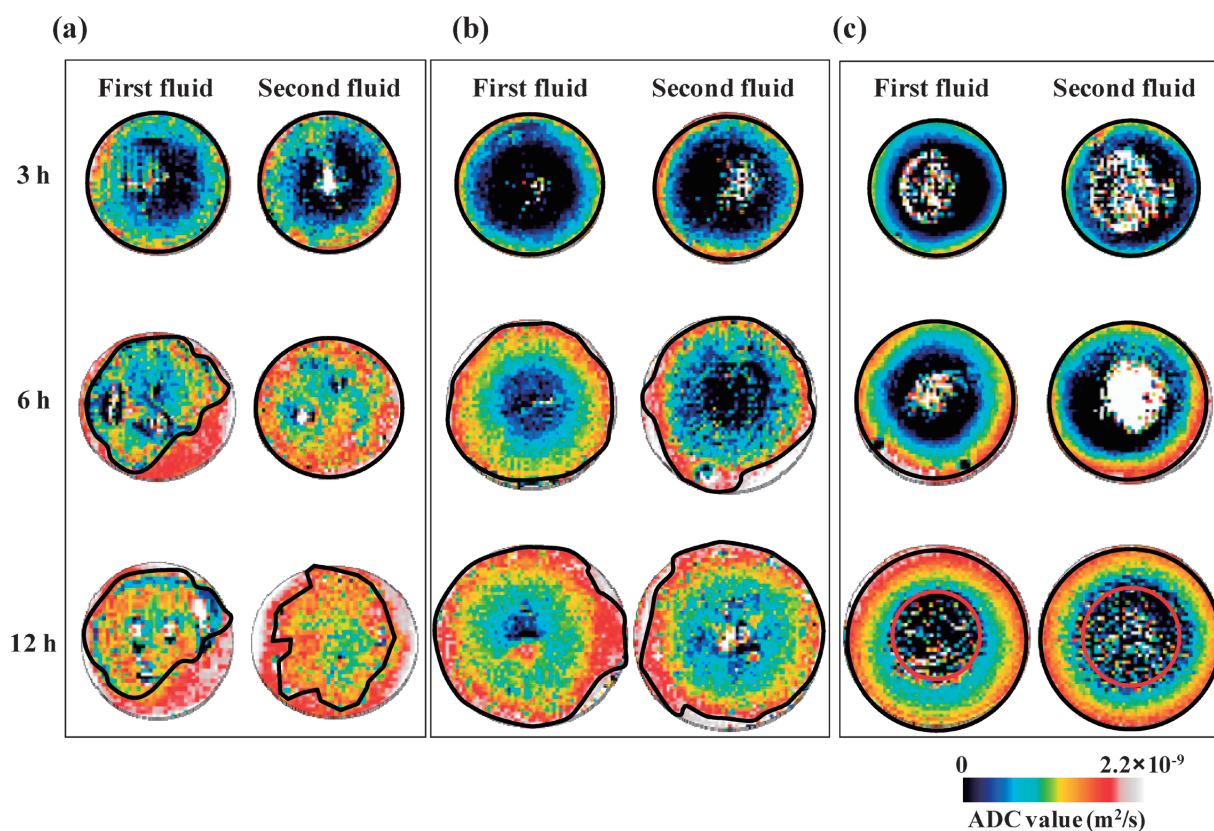 (a) (b) (c)
First fluid Second fluid First fluid Second fluid First fluid Second fluid
3 h
6 h
12 h
0 2.2×10⁻⁹
ADC value (m²/s)